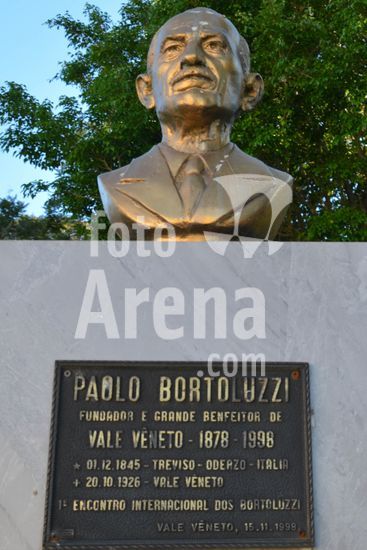 foto
Arena
.com
PAOLO BORTOLUZZI
FUNDADOR E GRANDE BENFEITOR DE
VALE VÊNETO - 1878 - 1998
* 01.12.1845 - TREVISO - ODERZO - ITÁLIA
+ 20.10.1926 - VALE VÊNETO
1º ENCONTRO INTERNACIONAL DOS BORTOLUZZI
VALE VÊNETO, 15.11.1998